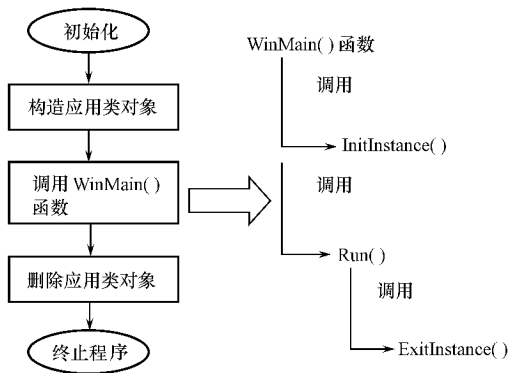 初始化
构造应用类对象
调用 WinMain( )
函数
删除应用类对象
终止程序
WinMain( ) 函数
调用
InitInstance( )
调用
Run( )
调用
ExitInstance( )